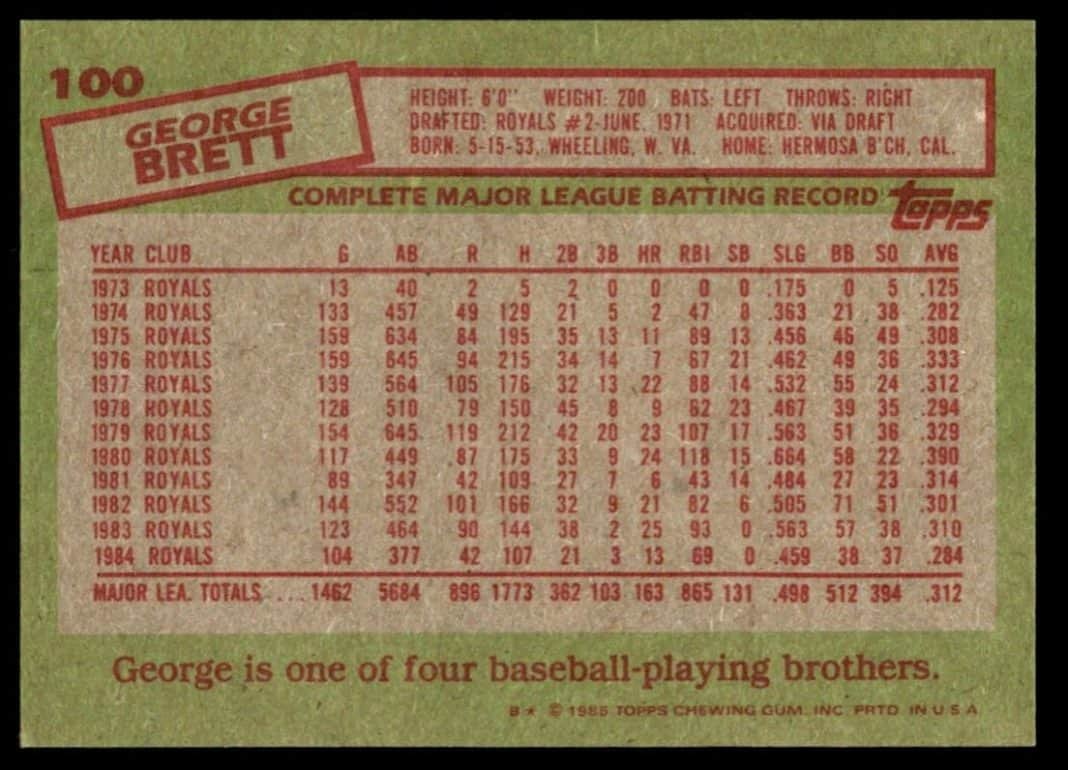 100
GEORGE
BRETT
HEIGHT: 6'0" WEIGHT: 200 BATS: LEFT THROWS: RIGHT
DRAFTED: ROYALS #2-JUNE, 1971 ACQUIRED: VIA DRAFT
BORN: 5-15-53, WHEELING, W. VA. HOME: HERMOSA B'CH, CAL.
COMPLETE MAJOR LEAGUE BATTING RECORD topps
YEAR CLUB G AB R H 2B 3B HR RBI SB SLG BB SO AVG
1973 ROYALS 13 40 2 5 2 0 0 0 0 .175 0 5 .125
1974 ROYALS 133 457 49 129 21 5 2 47 8 .363 21 38 .282
1975 ROYALS 159 634 84 195 35 13 11 89 13 .456 46 49 .308
1976 ROYALS 159 645 94 215 34 14 7 67 21 .462 49 36 .333
1977 ROYALS 139 564 105 176 32 13 22 88 14 .532 55 24 .312
1978 ROYALS 128 510 79 150 45 8 9 62 23 .467 39 35 .294
1979 ROYALS 154 645 119 212 42 20 23 107 17 .563 51 36 .329
1980 ROYALS 117 449 87 175 33 9 24 118 15 .664 58 22 .390
1981 ROYALS 89 347 42 109 27 7 6 43 14 .484 27 23 .314
1982 ROYALS 144 552 101 166 32 9 21 82 6 .505 71 51 .301
1983 ROYALS 123 464 90 144 38 2 25 93 0 .563 57 38 .310
1984 ROYALS 104 377 42 107 21 3 13 69 0 .459 38 37 .284
MAJOR LEA. TOTALS ... 1462 5684 896 1773 362 103 163 865 131 .498 512 394 .312
George is one of four baseball-playing brothers.
B★ © 1985 TOPPS CHEWING GUM, INC. PRTD. IN U S A